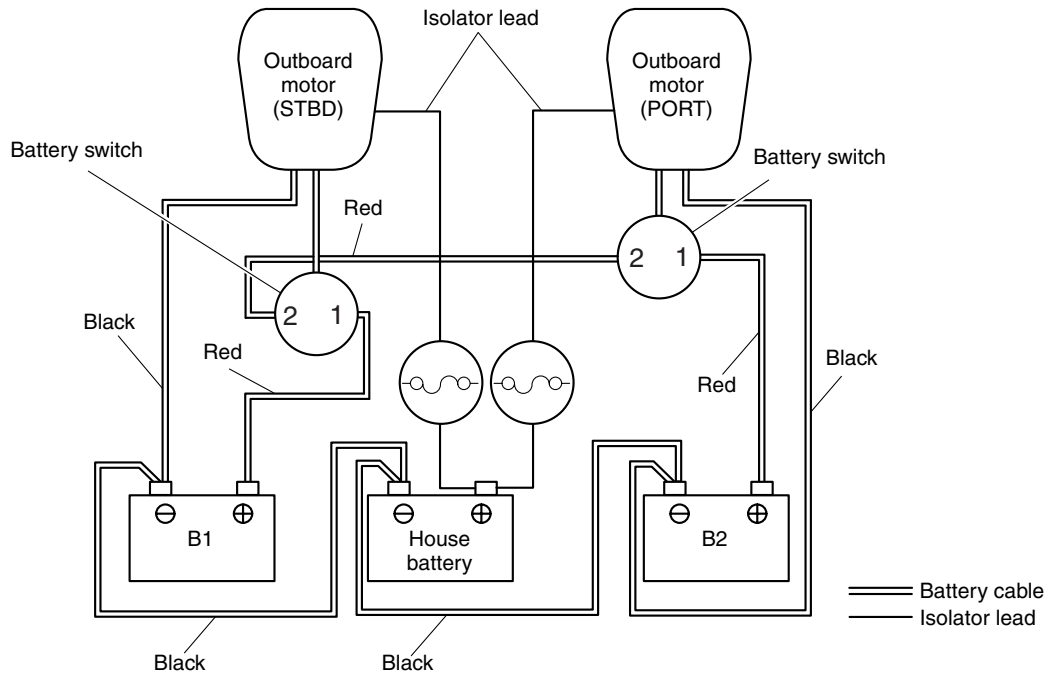 Isolator lead
Outboard
motor
(STBD)
Outboard
motor
(PORT)
Battery switch
Battery switch
Red
2 1
2 1
Black
Red
Red
Black
⊖ ⊕
B1
⊖ ⊕
House
battery
⊖ ⊕
B2
Battery cable
Isolator lead
Black
Black